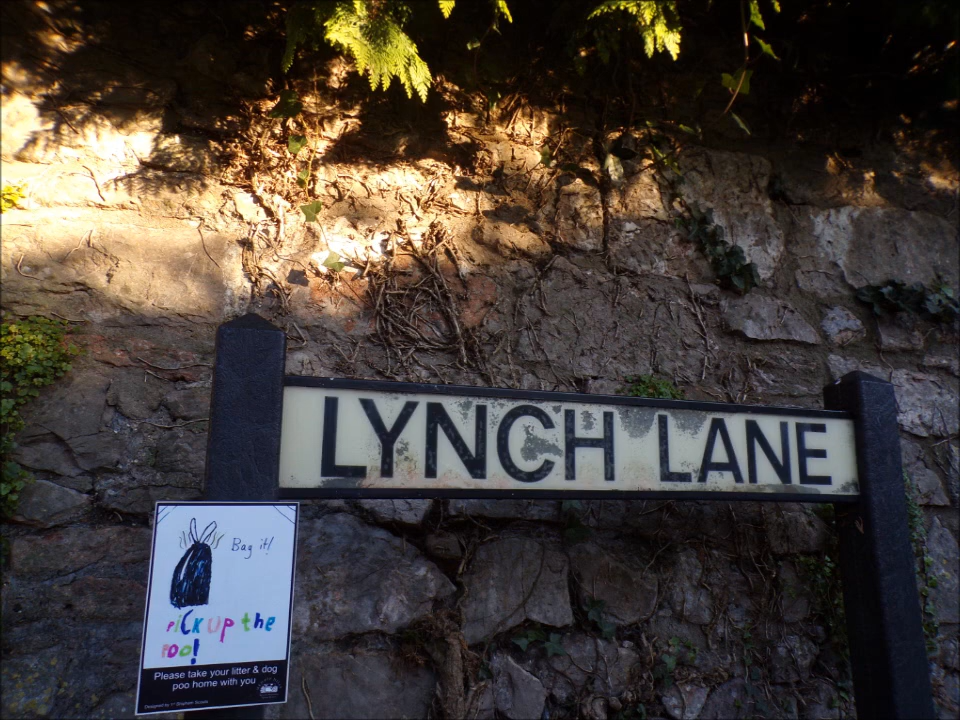 LYNCH LANE
Bag it!
PiCK UP the
POO!
Please take your litter & dog
poo home with you